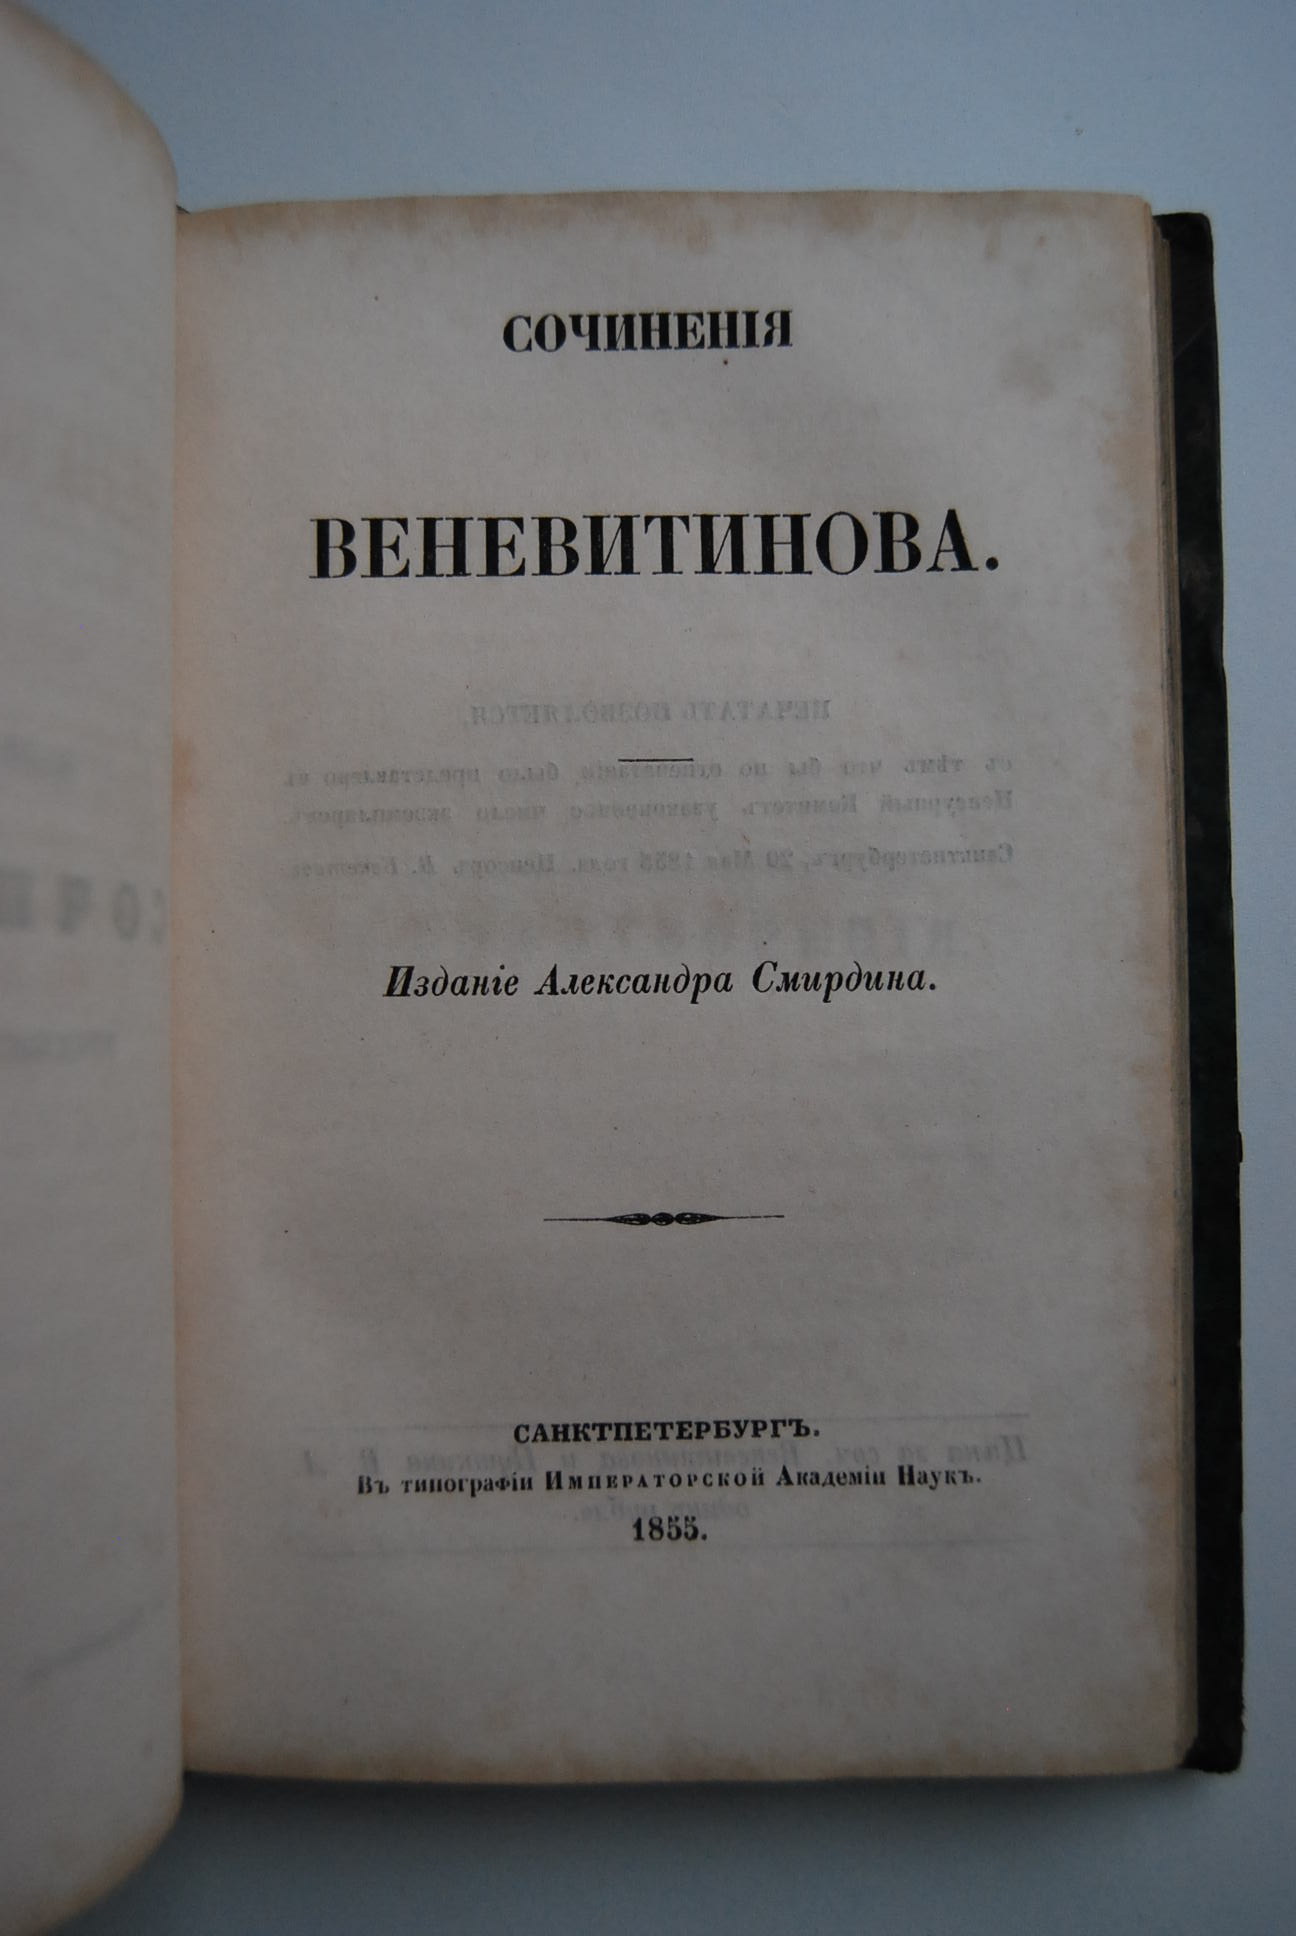 СОЧИНЕНІЯ
ВЕНЕВИТИНОВА.
Изданіе Александра Смирдина.
САНКТПЕТЕРБУРГЪ.
Въ типографіи Императорской Академіи Наукъ.
1855.